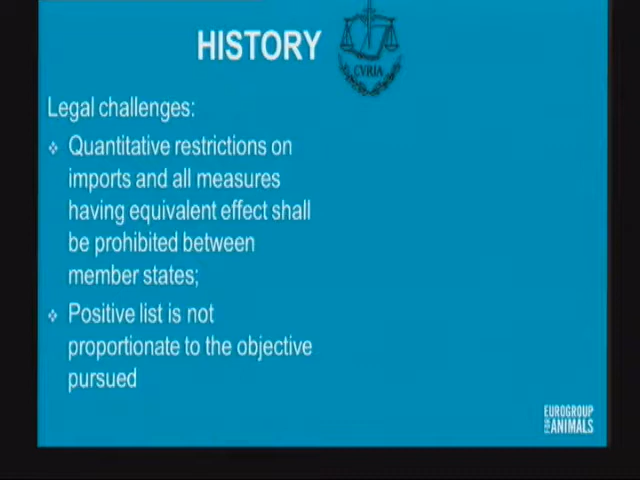 HISTORY
CVRIA
Legal challenges:
Quantitative restrictions on
imports and all measures
having equivalent effect shall
be prohibited between
member states;
Positive list is not
proportionate to the objective
pursued
EUROGROUP
FOR ANIMALS